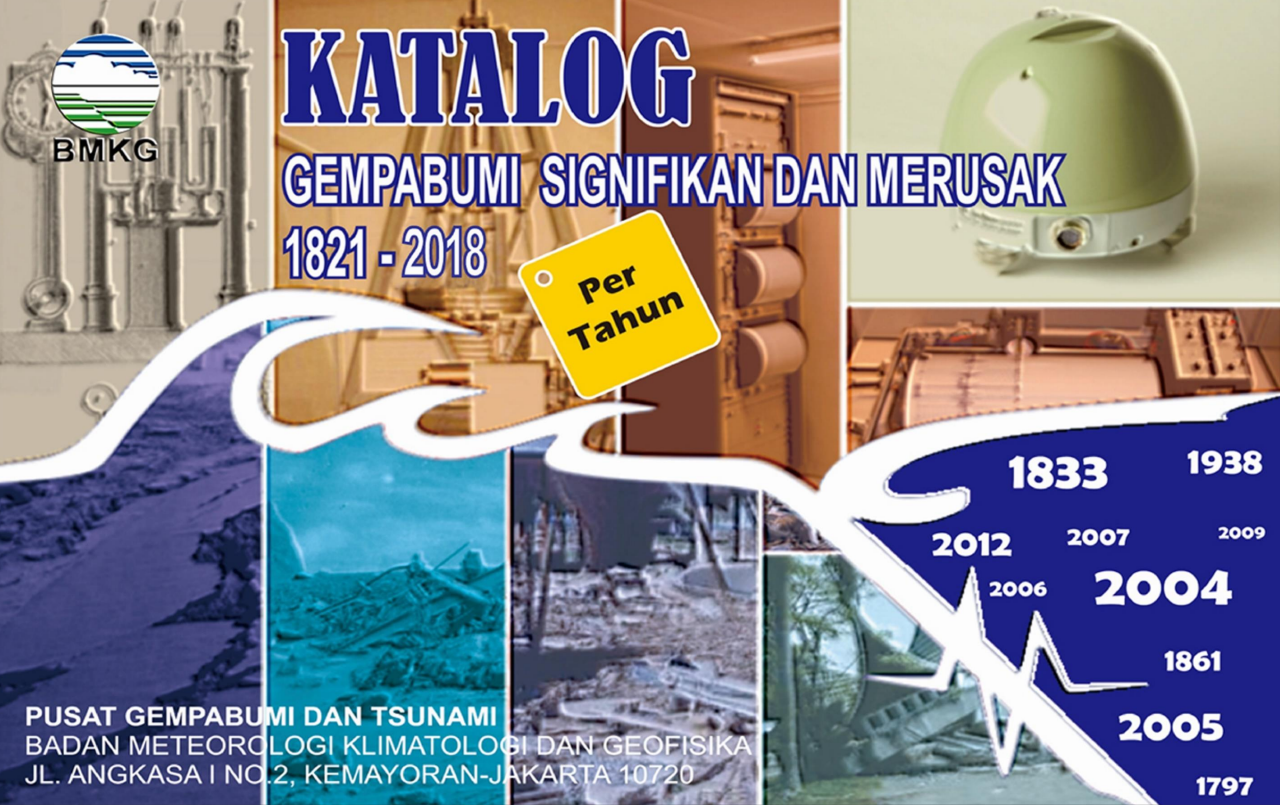 BMKG
KATALOG
GEMPABUMI SIGNIFIKAN DAN MERUSAK
1821 - 2018
Per
Tahun
1833
1938
2012
2007
2009
2006
2004
1861
2005
1797
PUSAT GEMPABUMI DAN TSUNAMI
BADAN METEOROLOGI KLIMATOLOGI DAN GEOFISIKA
JL. ANGKASA I NO.2, KEMAYORAN-JAKARTA 10720